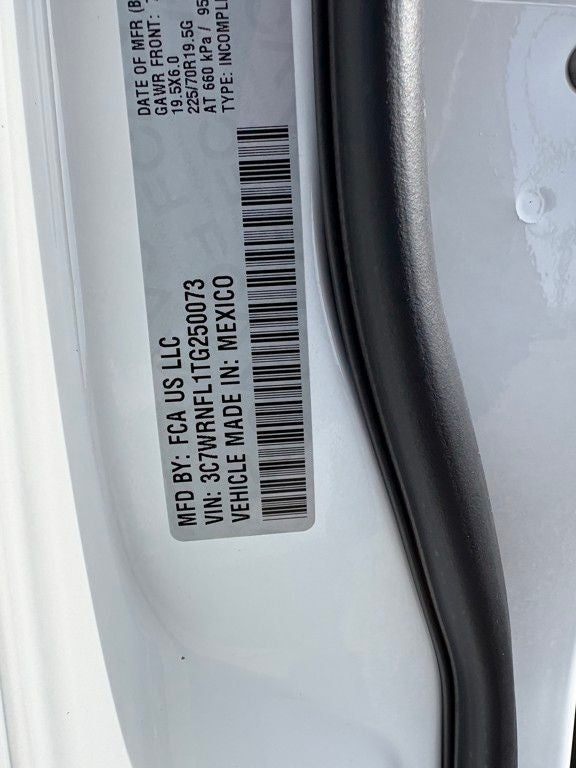 MFD BY: FCA US LLC
VIN: 3C7WRNFL1TG250073
VEHICLE MADE IN: MEXICO
DATE OF MFR (B
GAWR FRONT:
19.5X6.0
225/70R19.5G
AT 660 kPa / 95
TYPE: INCOMPL